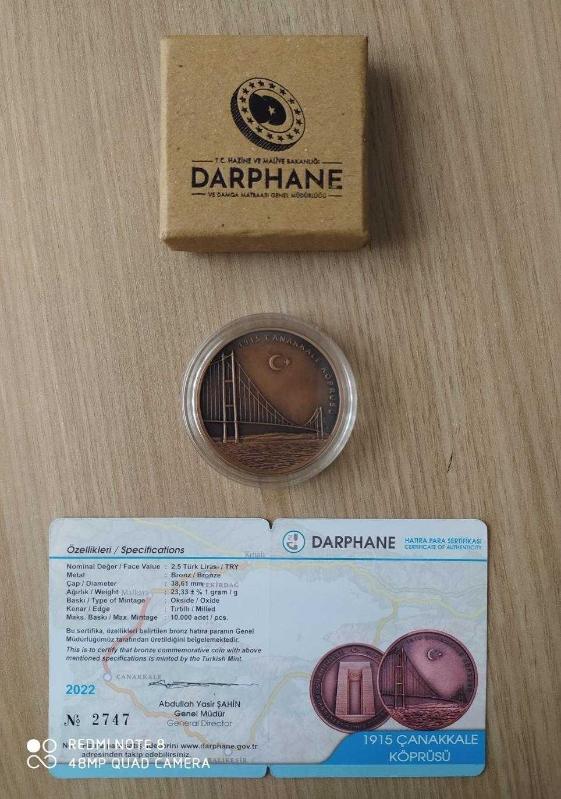 T.C. HAZİNE VE MALİYE BAKANLIĞI
DARPHANE
VE DAMGA MATBAASI GENEL MÜDÜRLÜĞÜ
1915 ÇANAKKALE KÖPRÜSÜ
Özellikleri / Specifications
Nominal Değer / Face Value : 2.5 Türk Lirası / TRY
Metal : Bronz / Bronze
Çap / Diameter : 38,61 mm
Ağırlık / Weight : 23,33 ± % 1 gram / g
Baskı / Type of Mintage : Okside / Oxide
Kenar / Edge : Tırtıllı / Milled
Maks. Baskı / Max. Mintage : 10.000 adet / pcs.
Bu sertifika, özellikleri belirtilen bronz hatıra paranın Genel
Müdürlüğümüz tarafından üretildiğini belgelemektedir.
This is to certify that bronze commemorative coin with above
mentioned specifications is minted by the Turkish Mint.
ÇANAKKALE
2022
Abdullah Yasir ŞAHİN
Genel Müdür
General Director
№ 2747
www.darphane.gov.tr
adresinden takip edebilirsiniz.
DARPHANE
HATIRA PARA SERTİFİKASI
CERTIFICATE OF AUTHENTICITY
1915 ÇANAKKALE
KÖPRÜSÜ
REDMI NOTE 8
48MP QUAD CAMERA